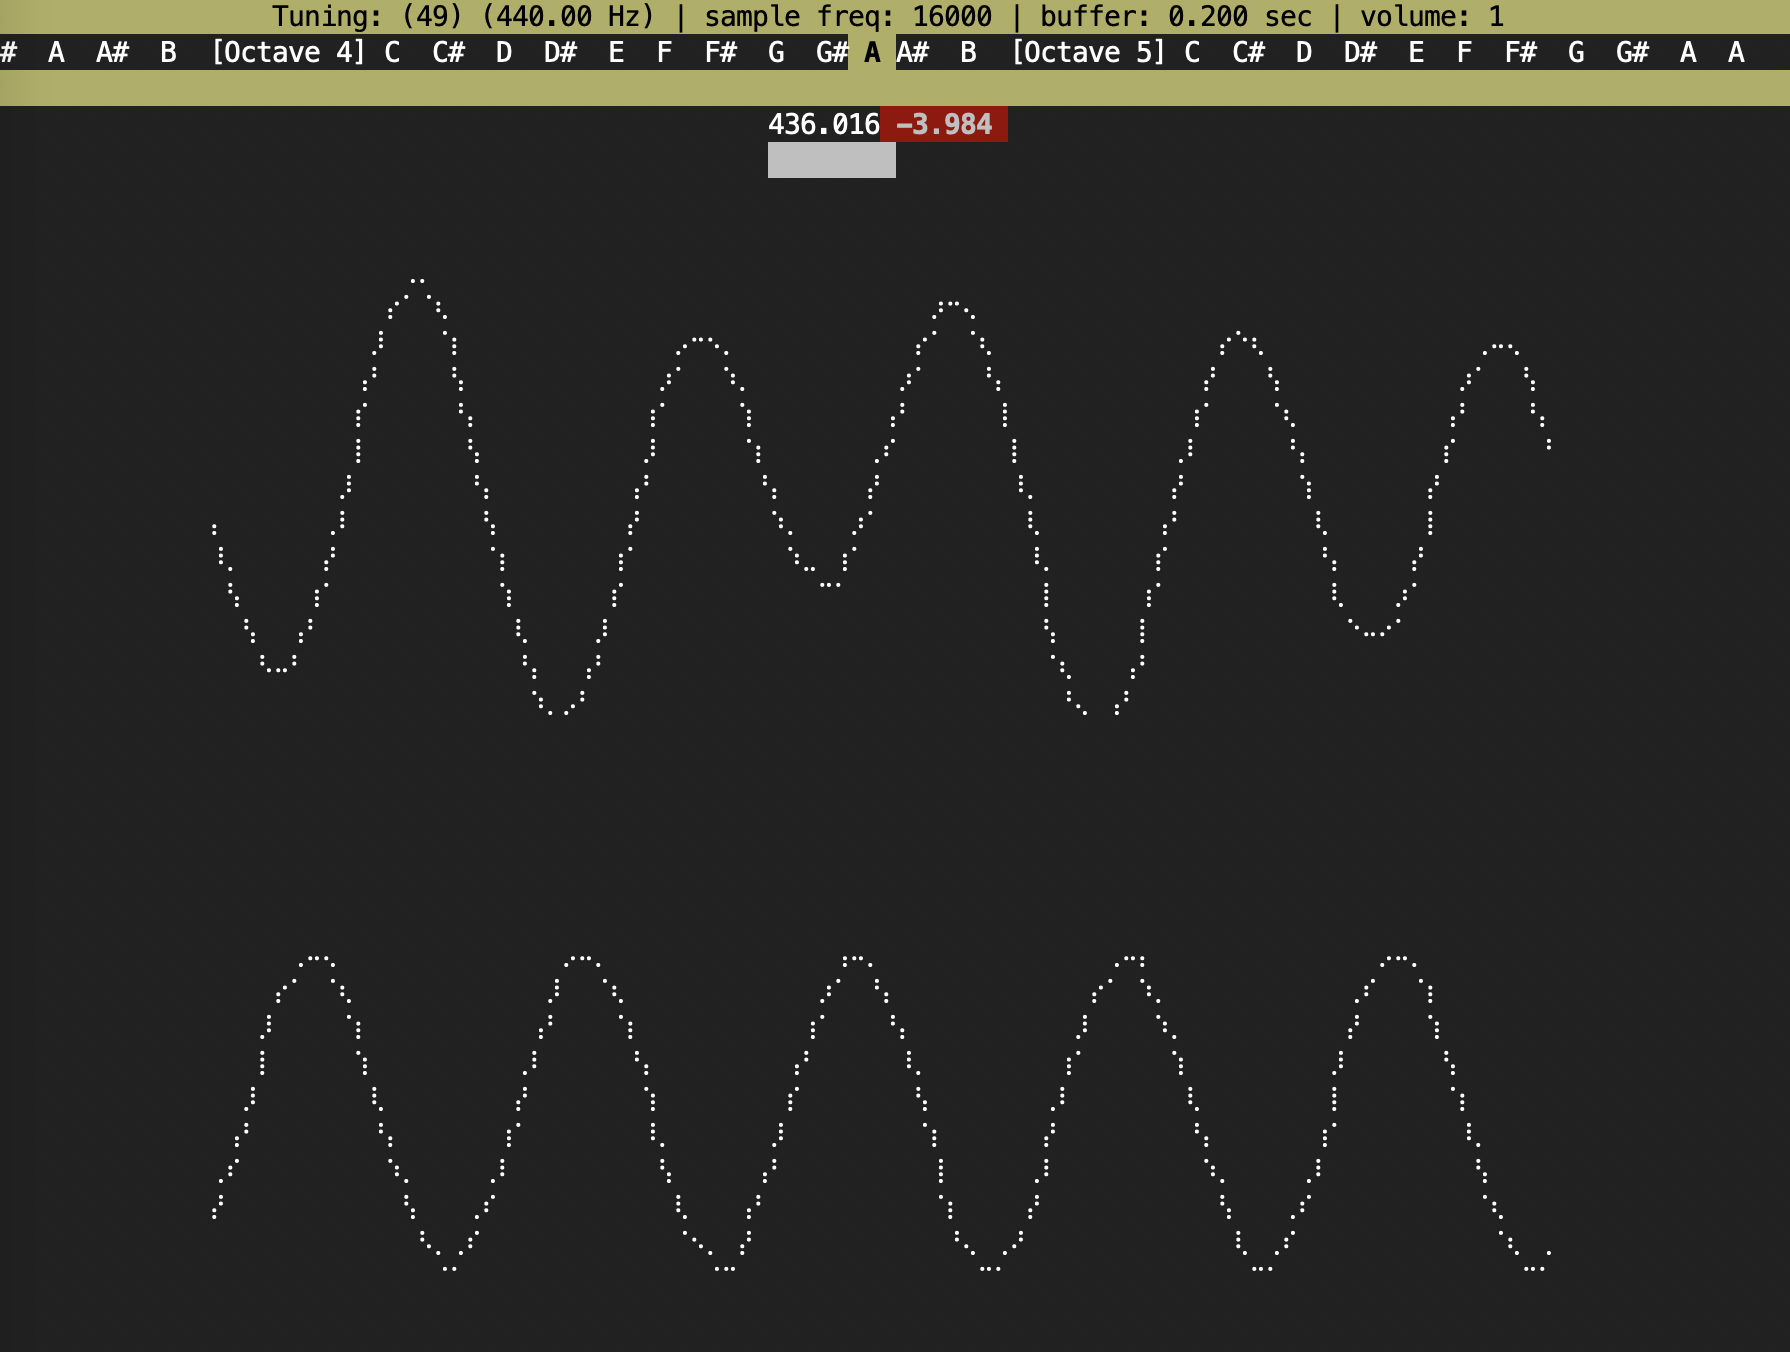 Tuning: (49) (440.00 Hz) | sample freq: 16000 | buffer: 0.200 sec | volume: 1
# A A# B [Octave 4] C C# D D# E F F# G G# A A# B [Octave 5] C C# D D# E F F# G G# A A
436.016 -3.984